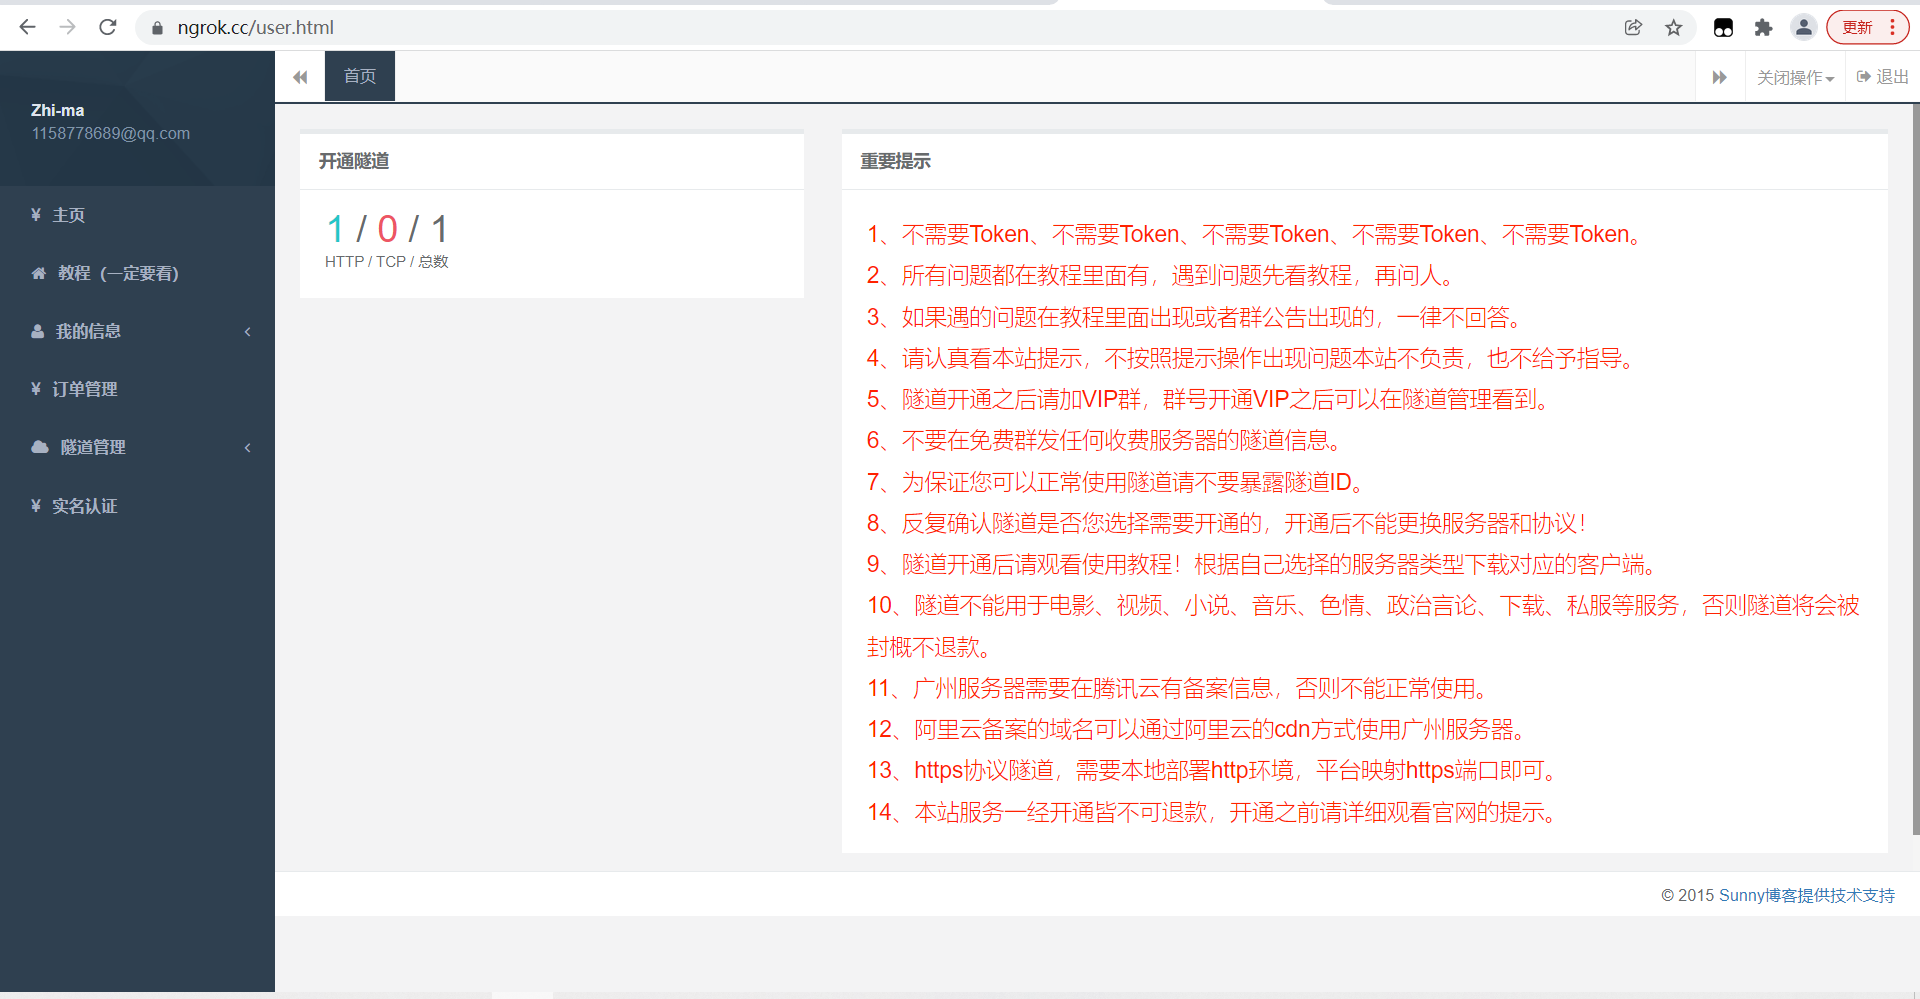 ngrok.cc/user.html
更新
Zhi-ma
1158778689@qq.com
¥ 主页
教程（一定要看）
我的信息
¥ 订单管理
隧道管理
¥ 实名认证
首页
关闭操作
退出
开通隧道
1 / 0 / 1
HTTP / TCP / 总数
重要提示
1、不需要Token、不需要Token、不需要Token、不需要Token、不需要Token。
2、所有问题都在教程里面有，遇到问题先看教程，再问人。
3、如果遇的问题在教程里面出现或者群公告出现的，一律不回答。
4、请认真看本站提示，不按照提示操作出现问题本站不负责，也不给予指导。
5、隧道开通之后请加VIP群，群号开通VIP之后可以在隧道管理看到。
6、不要在免费群发任何收费服务器的隧道信息。
7、为保证您可以正常使用隧道请不要暴露隧道ID。
8、反复确认隧道是否您选择需要开通的，开通后不能更换服务器和协议！
9、隧道开通后请观看使用教程！根据自己选择的服务器类型下载对应的客户端。
10、隧道不能用于电影、视频、小说、音乐、色情、政治言论、下载、私服等服务，否则隧道将会被
封概不退款。
11、广州服务器需要在腾讯云有备案信息，否则不能正常使用。
12、阿里云备案的域名可以通过阿里云的cdn方式使用广州服务器。
13、https协议隧道，需要本地部署http环境，平台映射https端口即可。
14、本站服务一经开通皆不可退款，开通之前请详细观看官网的提示。
© 2015 Sunny博客提供技术支持